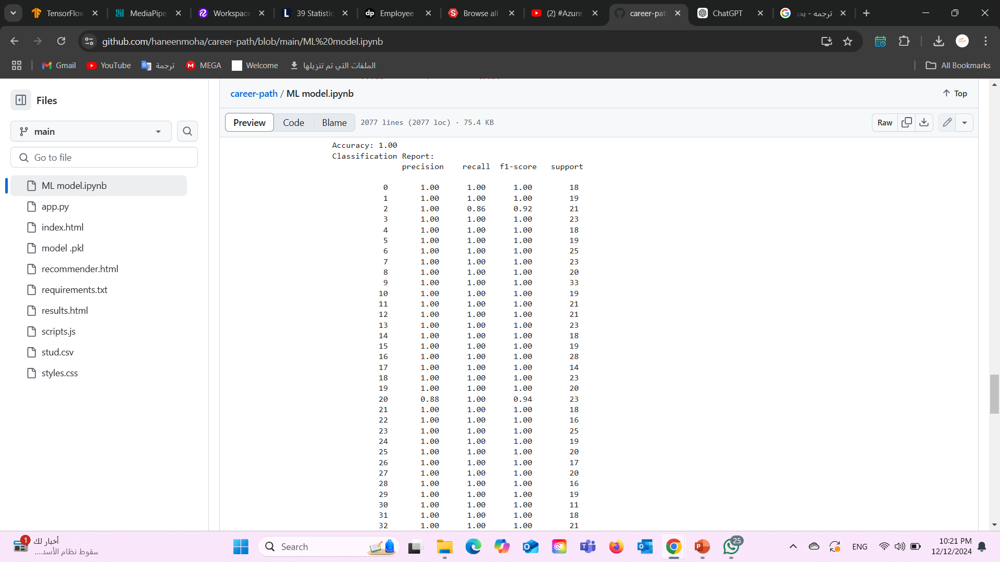 TensorFlow
MediaPipe
Workspace
39 Statistic
Employee
Browse all
(2) #Azure
career-pat
ChatGPT
ترجمه - بح
github.com/haneenmoha/career-path/blob/main/ML%20model.ipynb
Gmail
YouTube
ترجمة
MEGA
Welcome
الملفات التي تم تنزيلها
All Bookmarks
Files
main
Go to file
ML model.ipynb
app.py
index.html
model .pkl
recommender.html
requirements.txt
results.html
scripts.js
stud.csv
styles.css
career-path / ML model.ipynb
Top
Preview Code Blame 2077 lines (2077 loc) · 75.4 KB
Raw
Accuracy: 1.00
Classification Report:
precision recall f1-score support
0 1.00 1.00 1.00 18
1 1.00 1.00 1.00 19
2 1.00 0.86 0.92 21
3 1.00 1.00 1.00 23
4 1.00 1.00 1.00 18
5 1.00 1.00 1.00 19
6 1.00 1.00 1.00 25
7 1.00 1.00 1.00 23
8 1.00 1.00 1.00 20
9 1.00 1.00 1.00 33
10 1.00 1.00 1.00 19
11 1.00 1.00 1.00 21
12 1.00 1.00 1.00 21
13 1.00 1.00 1.00 23
14 1.00 1.00 1.00 18
15 1.00 1.00 1.00 19
16 1.00 1.00 1.00 28
17 1.00 1.00 1.00 14
18 1.00 1.00 1.00 23
19 1.00 1.00 1.00 20
20 0.88 1.00 0.94 23
21 1.00 1.00 1.00 18
22 1.00 1.00 1.00 16
23 1.00 1.00 1.00 25
24 1.00 1.00 1.00 19
25 1.00 1.00 1.00 20
26 1.00 1.00 1.00 17
27 1.00 1.00 1.00 20
28 1.00 1.00 1.00 16
29 1.00 1.00 1.00 19
30 1.00 1.00 1.00 11
31 1.00 1.00 1.00 18
32 1.00 1.00 1.00 21
1
أخبار لك
سقوط نظام الأسد....
Search
25
ENG
10:21 PM
12/12/2024